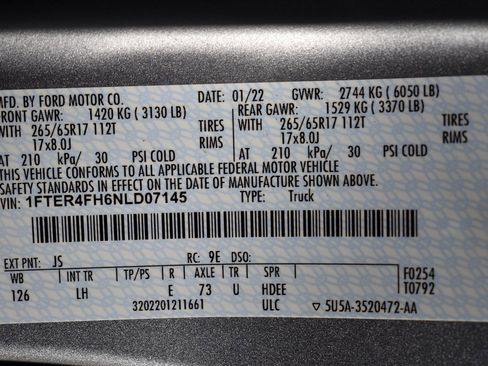 MFD. BY FORD MOTOR CO. DATE: 01/22 GVWR: 2744 KG (6050 LB)
FRONT GAWR: 1420 KG (3130 LB) REAR GAWR: 1529 KG (3370 LB)
WITH 265/65R17 112T TIRES WITH 265/65R17 112T TIRES
17x8.0J RIMS 17x8.0J RIMS
AT 210 kPa/ 30 PSI COLD AT 210 kPa/ 30 PSI COLD
THIS VEHICLE CONFORMS TO ALL APPLICABLE FEDERAL MOTOR VEHICLE
SAFETY STANDARDS IN EFFECT ON THE DATE OF MANUFACTURE SHOWN ABOVE.
VIN: 1FTER4FH6NLD07145 TYPE: Truck
EXT PNT: JS RC: 9E DSO:
WB INT TR TP/PS R AXLE TR SPR F0254
126 LH E 73 U HDEE T0792
3202201211661 ULC ▽ 5U5A-3520472-AA